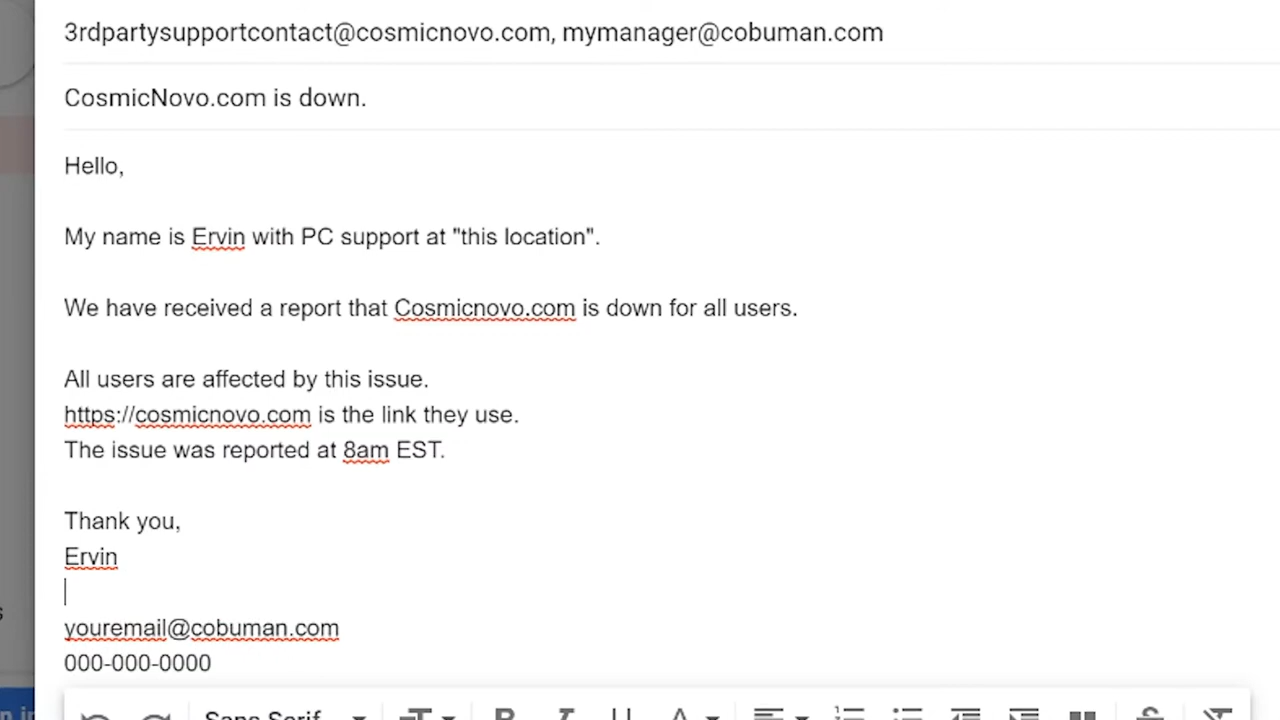 3rdpartysupportcontact@cosmicnovo.com, mymanager@cobuman.com
CosmicNovo.com is down.
Hello,
My name is Ervin with PC support at "this location".
We have received a report that Cosmicnovo.com is down for all users.
All users are affected by this issue.
https://cosmicnovo.com is the link they use.
The issue was reported at 8am EST.
Thank you,
Ervin
youremail@cobuman.com
000-000-0000
Sans Serif